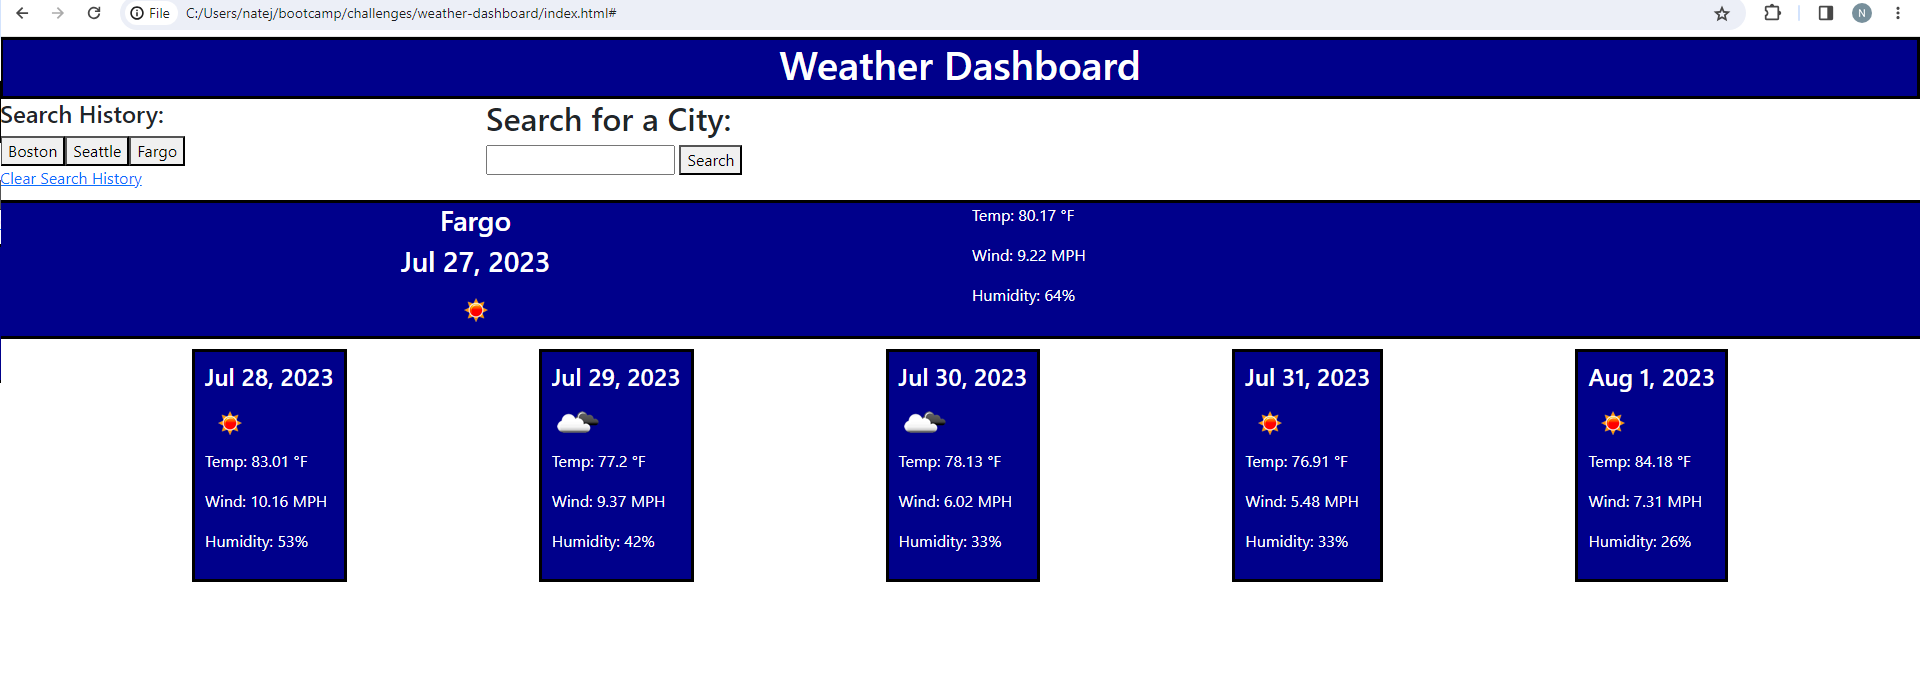 File C:/Users/natej/bootcamp/challenges/weather-dashboard/index.html#
N
Weather Dashboard
Search History:
Boston Seattle Fargo
Clear Search History
Search for a City:
Search
Fargo
Jul 27, 2023
Temp: 80.17 °F
Wind: 9.22 MPH
Humidity: 64%
Jul 28, 2023
Temp: 83.01 °F
Wind: 10.16 MPH
Humidity: 53%
Jul 29, 2023
Temp: 77.2 °F
Wind: 9.37 MPH
Humidity: 42%
Jul 30, 2023
Temp: 78.13 °F
Wind: 6.02 MPH
Humidity: 33%
Jul 31, 2023
Temp: 76.91 °F
Wind: 5.48 MPH
Humidity: 33%
Aug 1, 2023
Temp: 84.18 °F
Wind: 7.31 MPH
Humidity: 26%